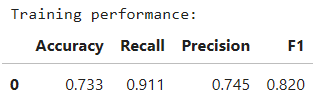 Training performance:
Accuracy Recall Precision F1
0 0.733 0.911 0.745 0.820